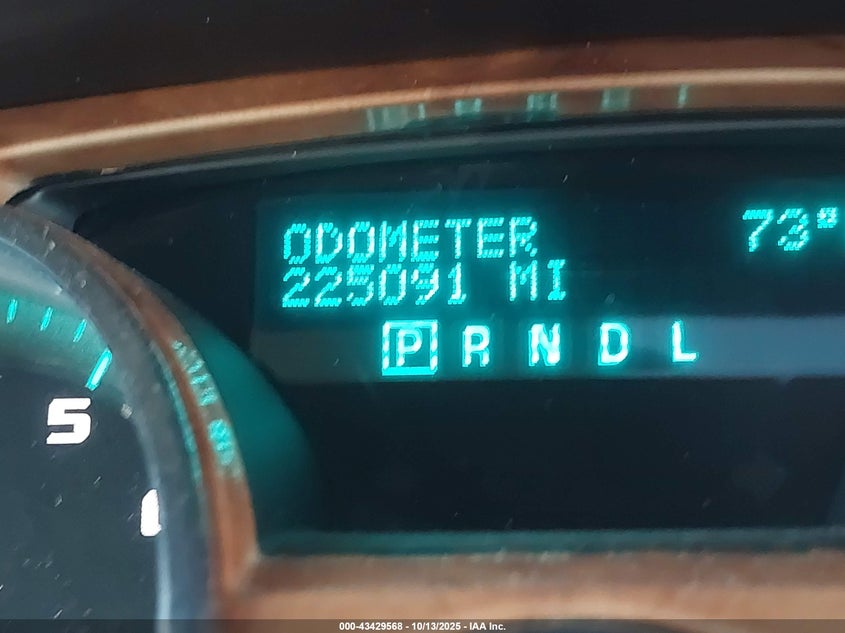 ODOMETER 73°
225091 MI
P R N D L
5
000-43429568 - 10/13/2025 - IAA Inc.